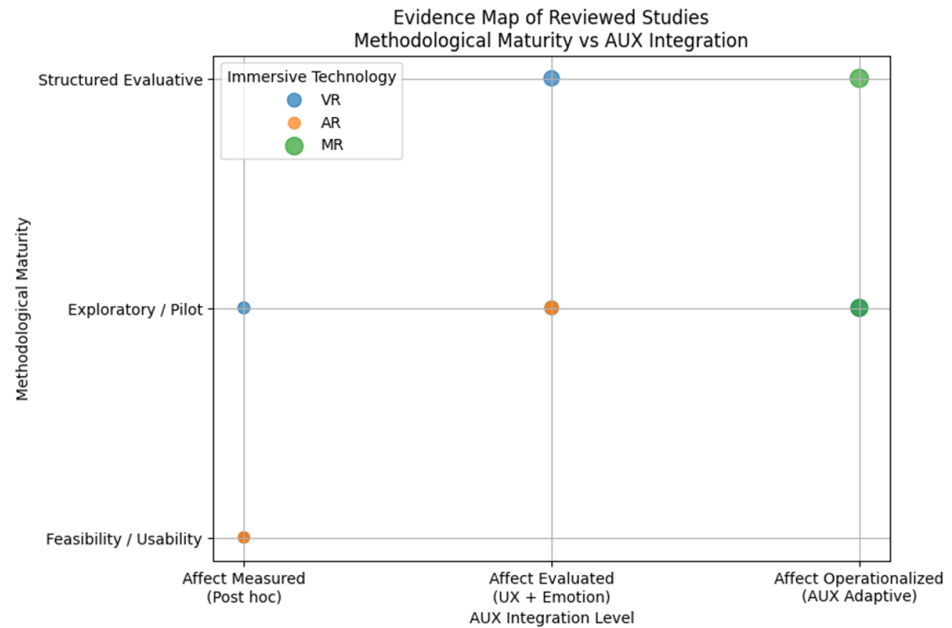 Evidence Map of Reviewed Studies
Methodological Maturity vs AUX Integration
Structured Evaluative
Immersive Technology
VR
AR
MR
Methodological Maturity
Exploratory / Pilot
Feasibility / Usability
Affect Measured
(Post hoc)
Affect Evaluated
(UX + Emotion)
Affect Operationalized
(AUX Adaptive)
AUX Integration Level